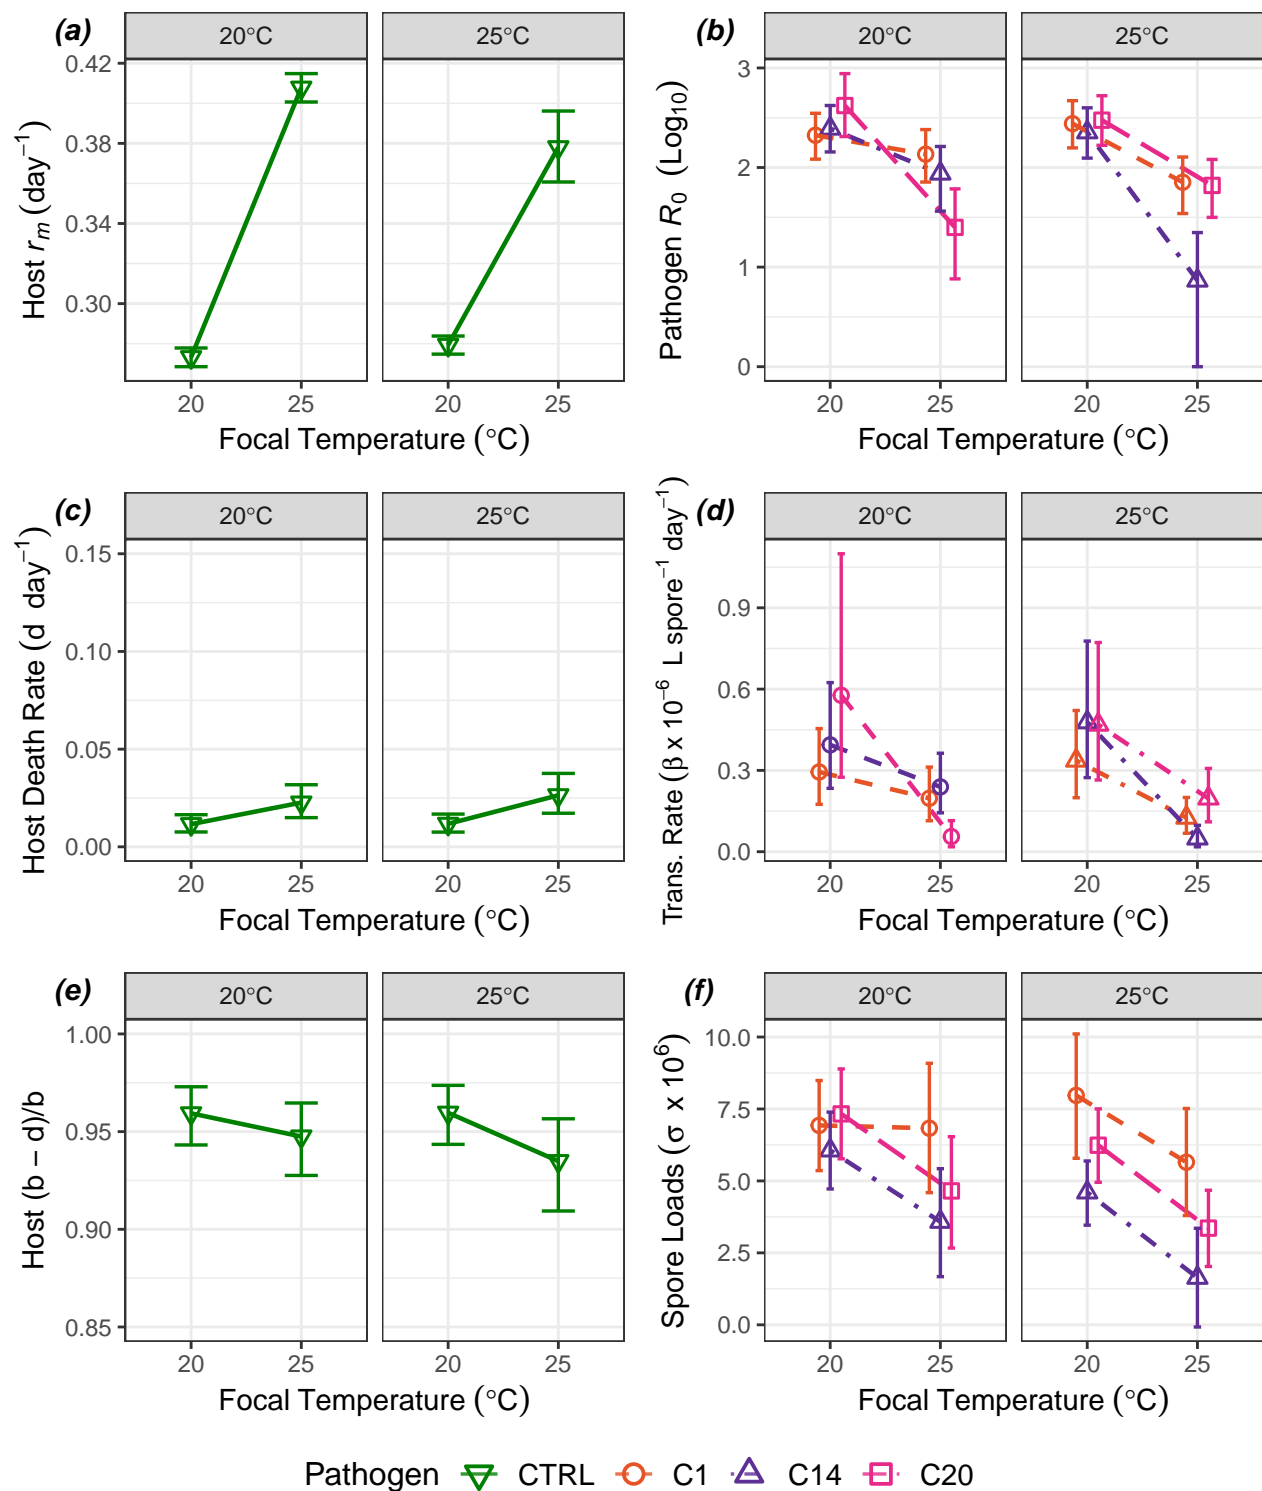 (a)
20°C
25°C
0.42
0.38
0.34
0.30
Host rₘ (day⁻¹)
20
25
20
25
Focal Temperature (°C)
(b)
20°C
25°C
3
2
1
0
Pathogen R₀ (Log₁₀)
20
25
20
25
Focal Temperature (°C)
(c)
20°C
25°C
0.15
0.10
0.05
0.00
Host Death Rate (d day⁻¹)
20
25
20
25
Focal Temperature (°C)
(d)
20°C
25°C
0.9
0.6
0.3
0.0
Trans. Rate (β x 10⁻⁶ L spore⁻¹ day⁻¹)
20
25
20
25
Focal Temperature (°C)
(e)
20°C
25°C
1.00
0.95
0.90
0.85
Host (b − d)/b
20
25
20
25
Focal Temperature (°C)
(f)
20°C
25°C
10.0
7.5
5.0
2.5
0.0
Spore Loads (σ x 10⁶)
20
25
20
25
Focal Temperature (°C)
Pathogen CTRL C1 C14 C20